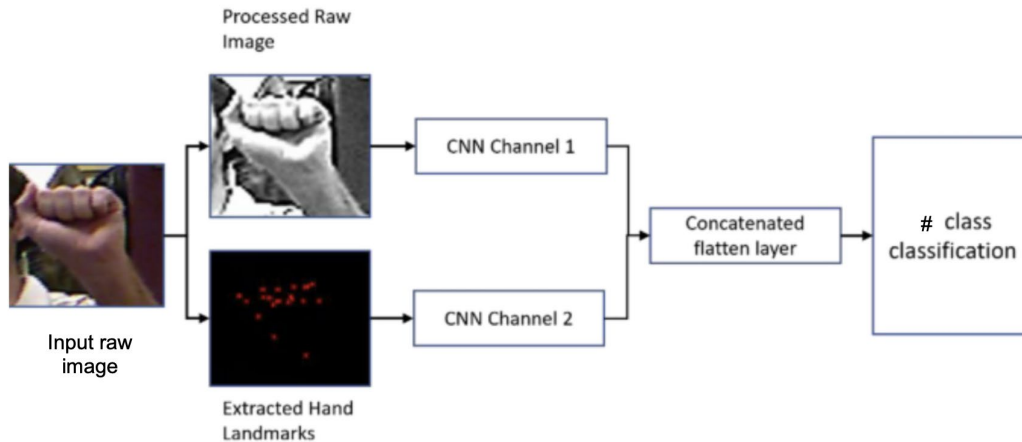 Processed Raw
Image
CNN Channel 1
Input raw
image
Extracted Hand
Landmarks
CNN Channel 2
Concatenated
flatten layer
# class
classification